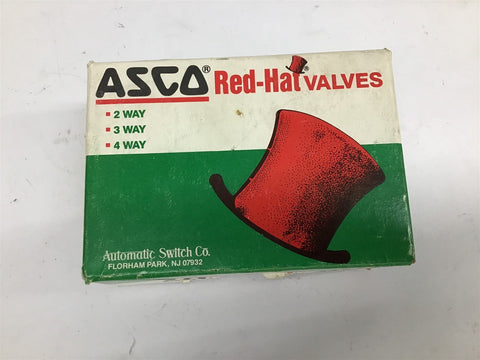 ASCO® Red-Hat® VALVES
2 WAY
3 WAY
4 WAY
Automatic Switch Co.
FLORHAM PARK, NJ 07932